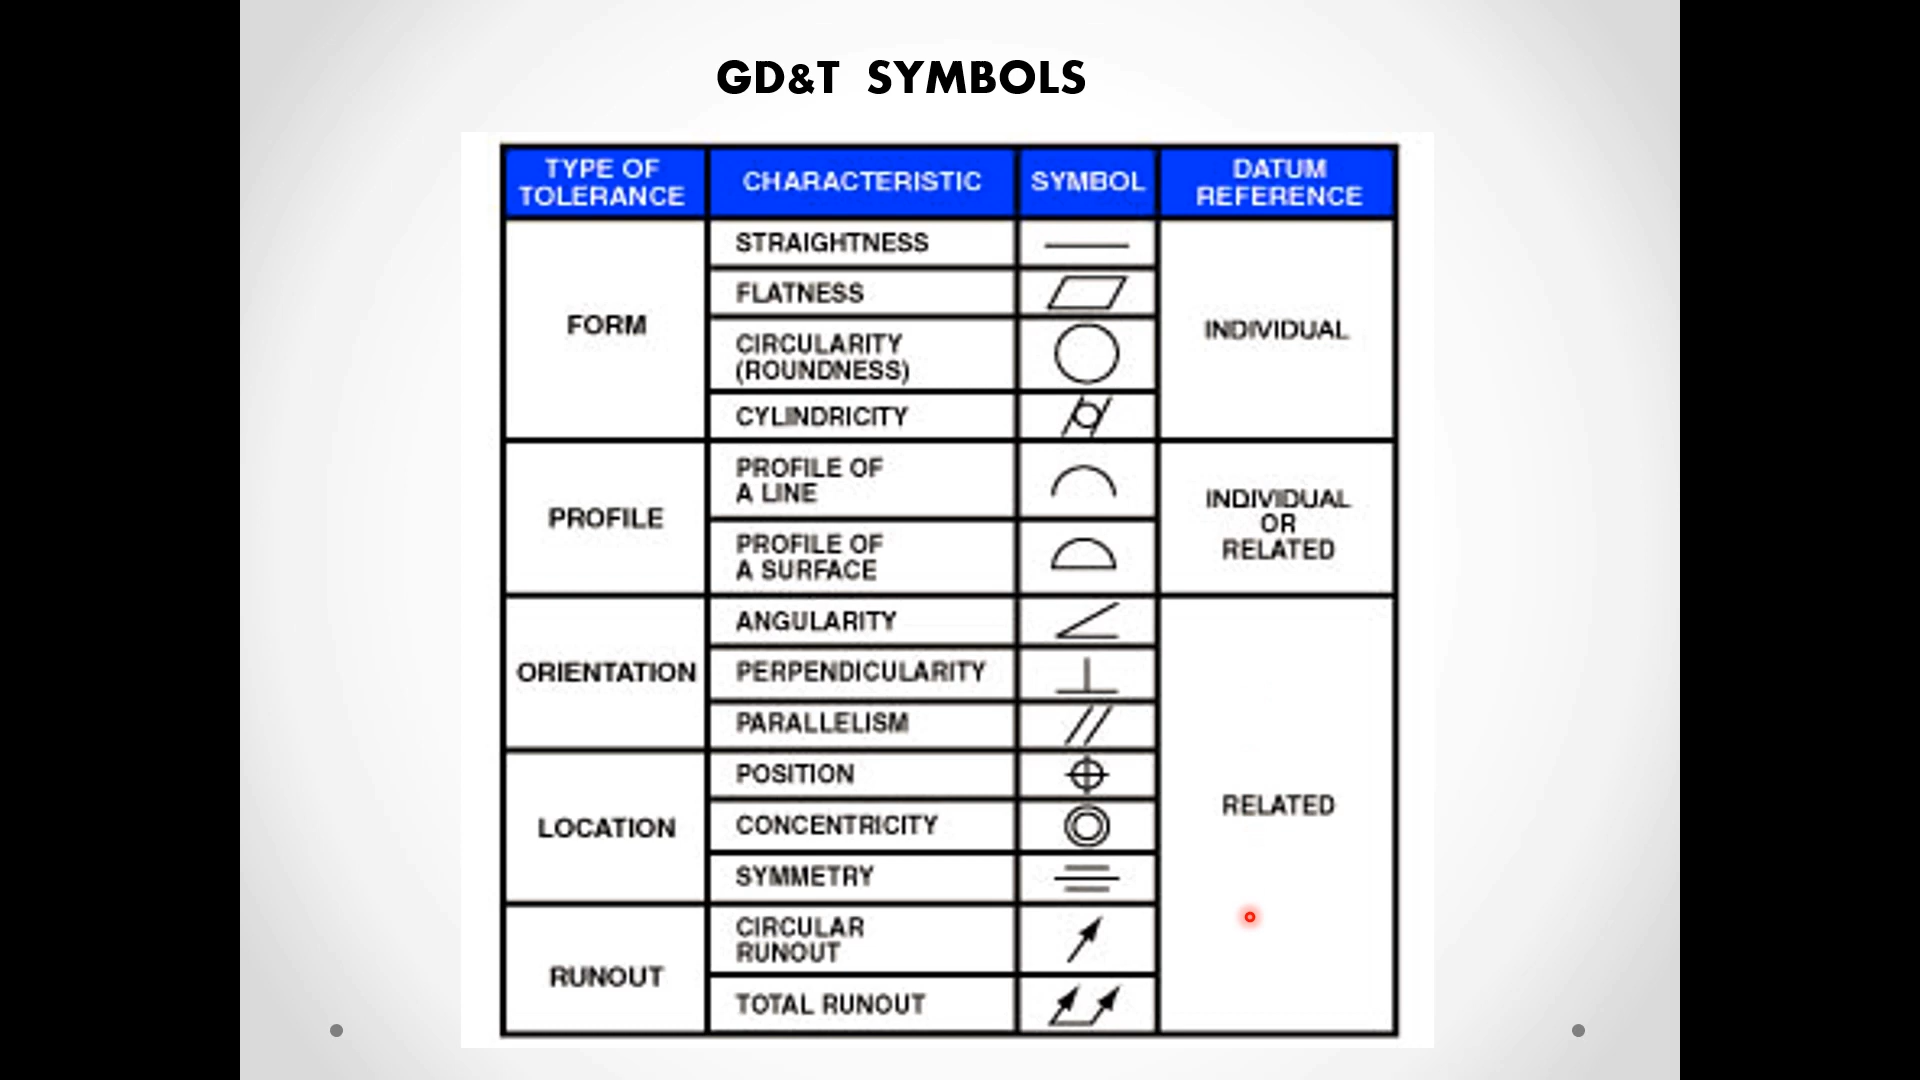 GD&T SYMBOLS
TYPE OF
TOLERANCE
CHARACTERISTIC
SYMBOL
DATUM
REFERENCE
FORM
STRAIGHTNESS
FLATNESS
CIRCULARITY
(ROUNDNESS)
CYLINDRICITY
INDIVIDUAL
PROFILE
PROFILE OF
A LINE
PROFILE OF
A SURFACE
INDIVIDUAL
OR
RELATED
ORIENTATION
ANGULARITY
PERPENDICULARITY
PARALLELISM
LOCATION
POSITION
CONCENTRICITY
SYMMETRY
RELATED
RUNOUT
CIRCULAR
RUNOUT
TOTAL RUNOUT